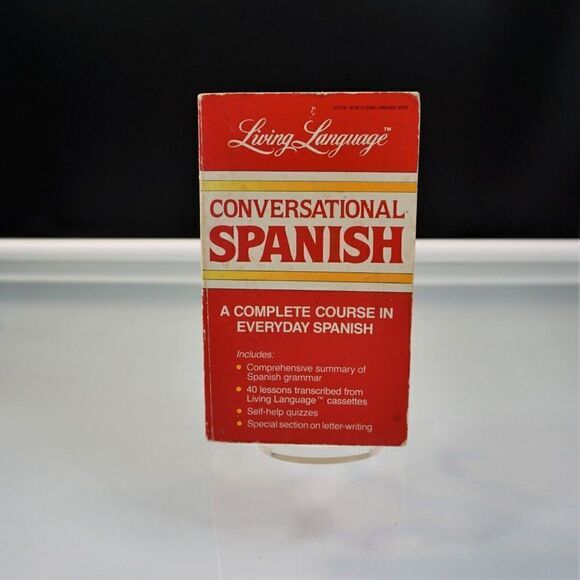 Living Language™
CONVERSATIONAL
SPANISH
A COMPLETE COURSE IN
EVERYDAY SPANISH
Includes:
• Comprehensive summary of
Spanish grammar
• 40 lessons transcribed from
Living Language™ cassettes
• Self-help quizzes
• Special section on letter-writing